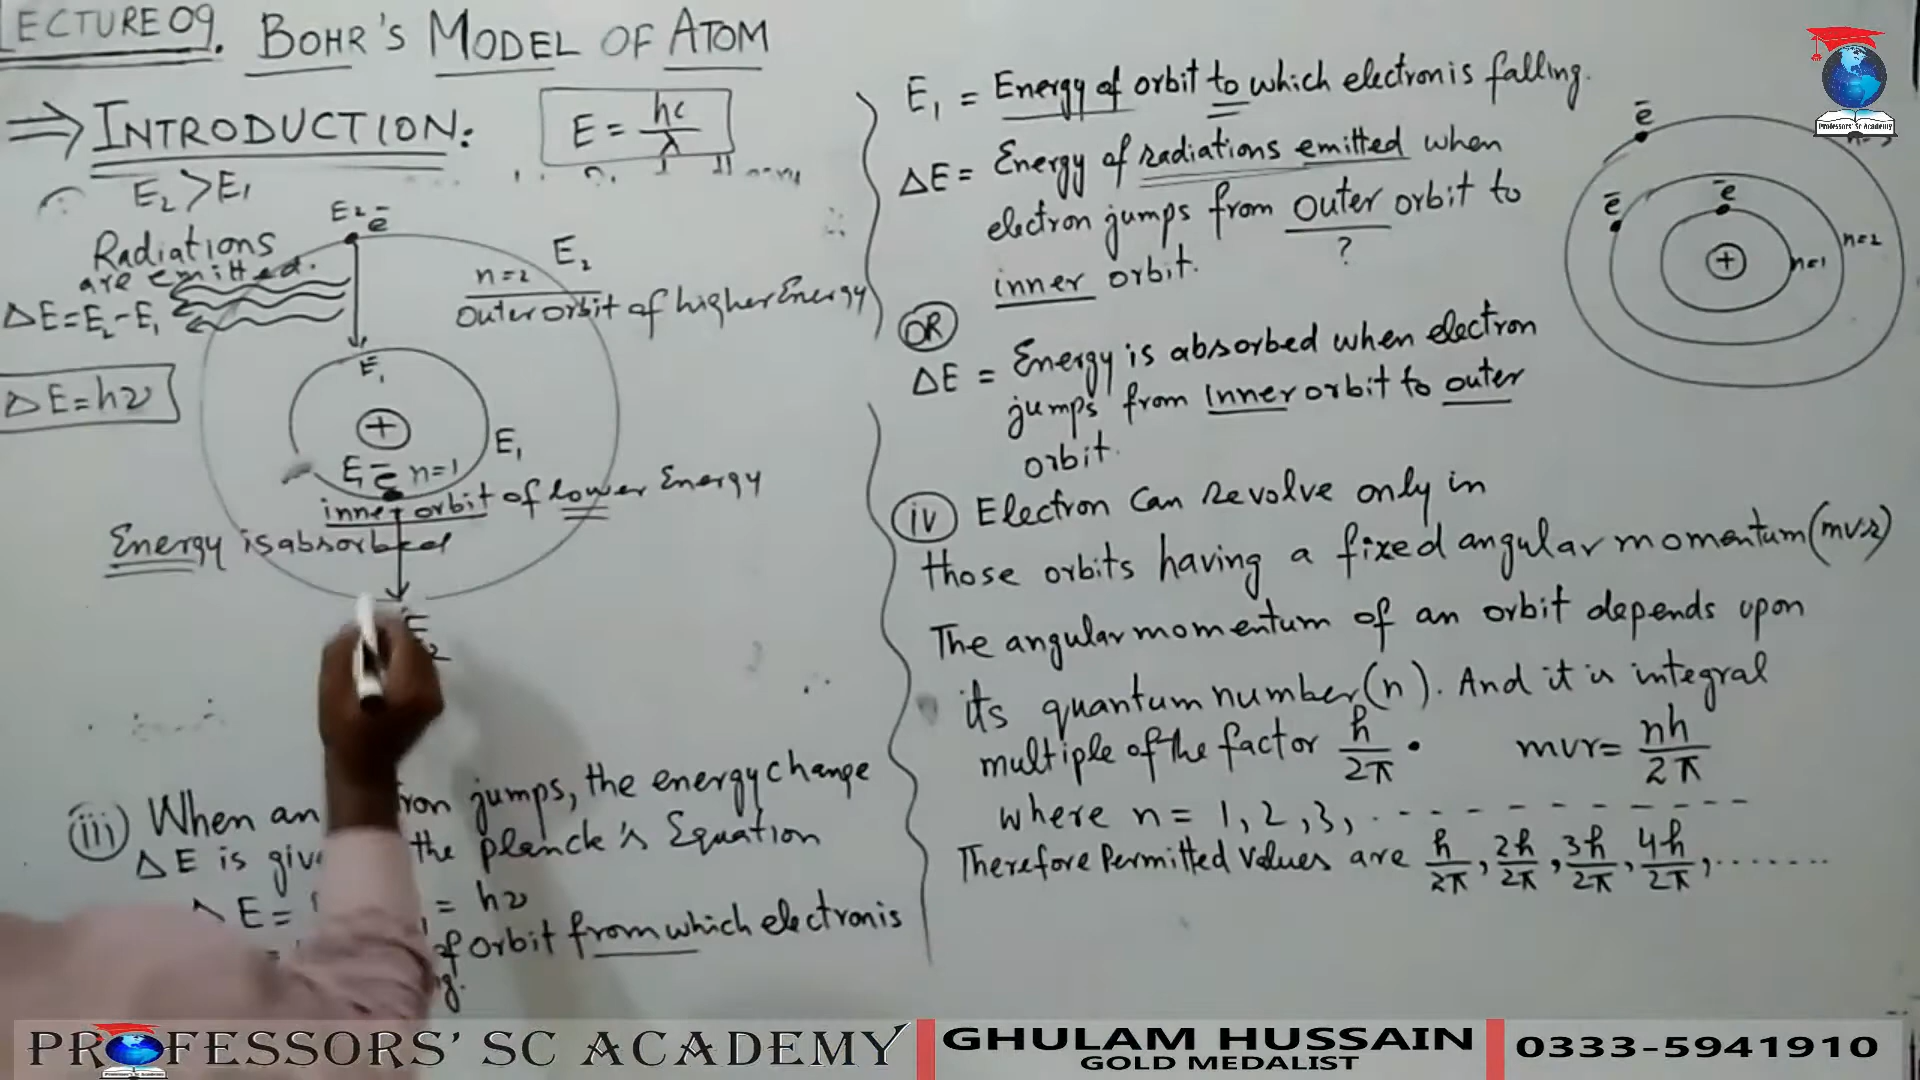 LECTURE 09. BOHR'S MODEL OF ATOM
⇒ INTRODUCTION:
E = hc/λ
E₂ > E₁
Radiations
are emitted.
ΔE = E₂ - E₁
ΔE = hν
E₂ e̅
E₂
n=2
outer orbit of higher Energy
E₁
+
E₁
E₁ e̅ n=1
inner orbit of lower Energy
Energy is absorbed
E₂
(iii) When an jumps, the energy change
ΔE is the planck's Equation
ΔE = = hν
of orbit from which electron is
E₁ = Energy of orbit to which electron is falling.
ΔE = Energy of radiations emitted when
electron jumps from outer orbit to
?
inner orbit.
OR
ΔE = Energy is absorbed when electron
jumps from inner orbit to outer
orbit.
(iv) Electron can revolve only in
those orbits having a fixed angular momentum (mvr)
The angular momentum of an orbit depends upon
its quantum number (n). And it is integral
multiple of the factor h/2π . mvr = nh/2π
where n = 1, 2, 3, - - - - - - - - - -
Therefore Permitted values are h/2π, 2h/2π, 3h/2π, 4h/2π, .......
e̅
e̅
e̅
+
n=1
n=2
Professors' Sc Academy
PROFESSORS' SC ACADEMY
GHULAM HUSSAIN
GOLD MEDALIST
0333-5941910